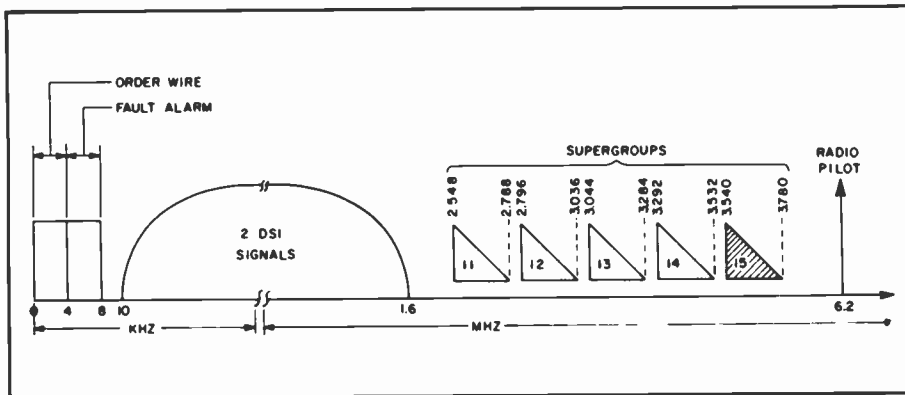 ORDER WIRE
FAULT ALARM
SUPERGROUPS
RADIO
PILOT
2.548
2.788
2.796
3.036
3.044
3.284
3.292
3.532
3.540
3.780
2 DSI
SIGNALS
11
12
13
14
15
0
4
8
10
1.6
6.2
KHZ
MHZ